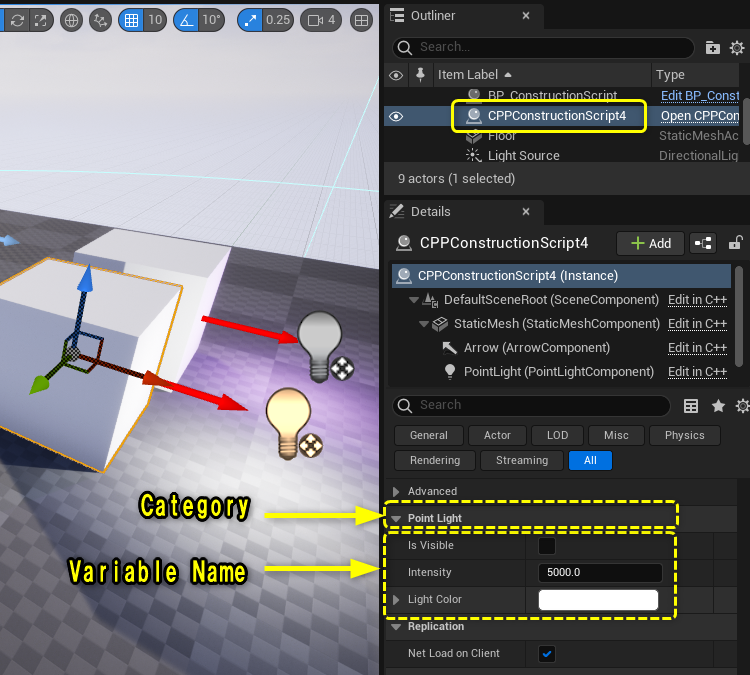 10
10°
0.25
4
Outliner
Search...
Item Label
Type
BP_ConstructionScript
Edit BP_Const
CPPConstructionScript4
Open CPPCon
Floor
StaticMeshAc
Light Source
DirectionalLig
9 actors (1 selected)
Details
CPPConstructionScript4
Add
CPPConstructionScript4 (Instance)
DefaultSceneRoot (SceneComponent)
Edit in C++
StaticMesh (StaticMeshComponent)
Edit in C++
Arrow (ArrowComponent)
Edit in C++
PointLight (PointLightComponent)
Edit in C++
Search
General
Actor
LOD
Misc
Physics
Rendering
Streaming
All
Advanced
Category
Point Light
Is Visible
Variable Name
Intensity
5000.0
Light Color
Replication
Net Load on Client